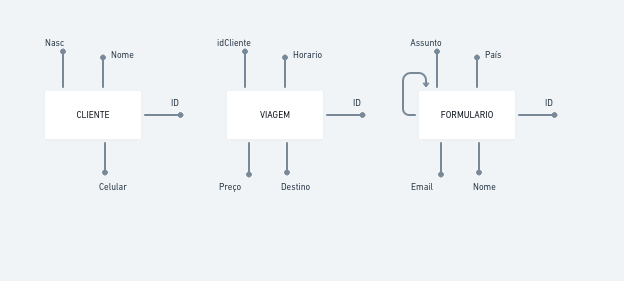 Nasc
Nome
ID
CLIENTE
Celular
idCliente
Horario
ID
VIAGEM
Preço
Destino
Assunto
País
ID
FORMULARIO
Email
Nome